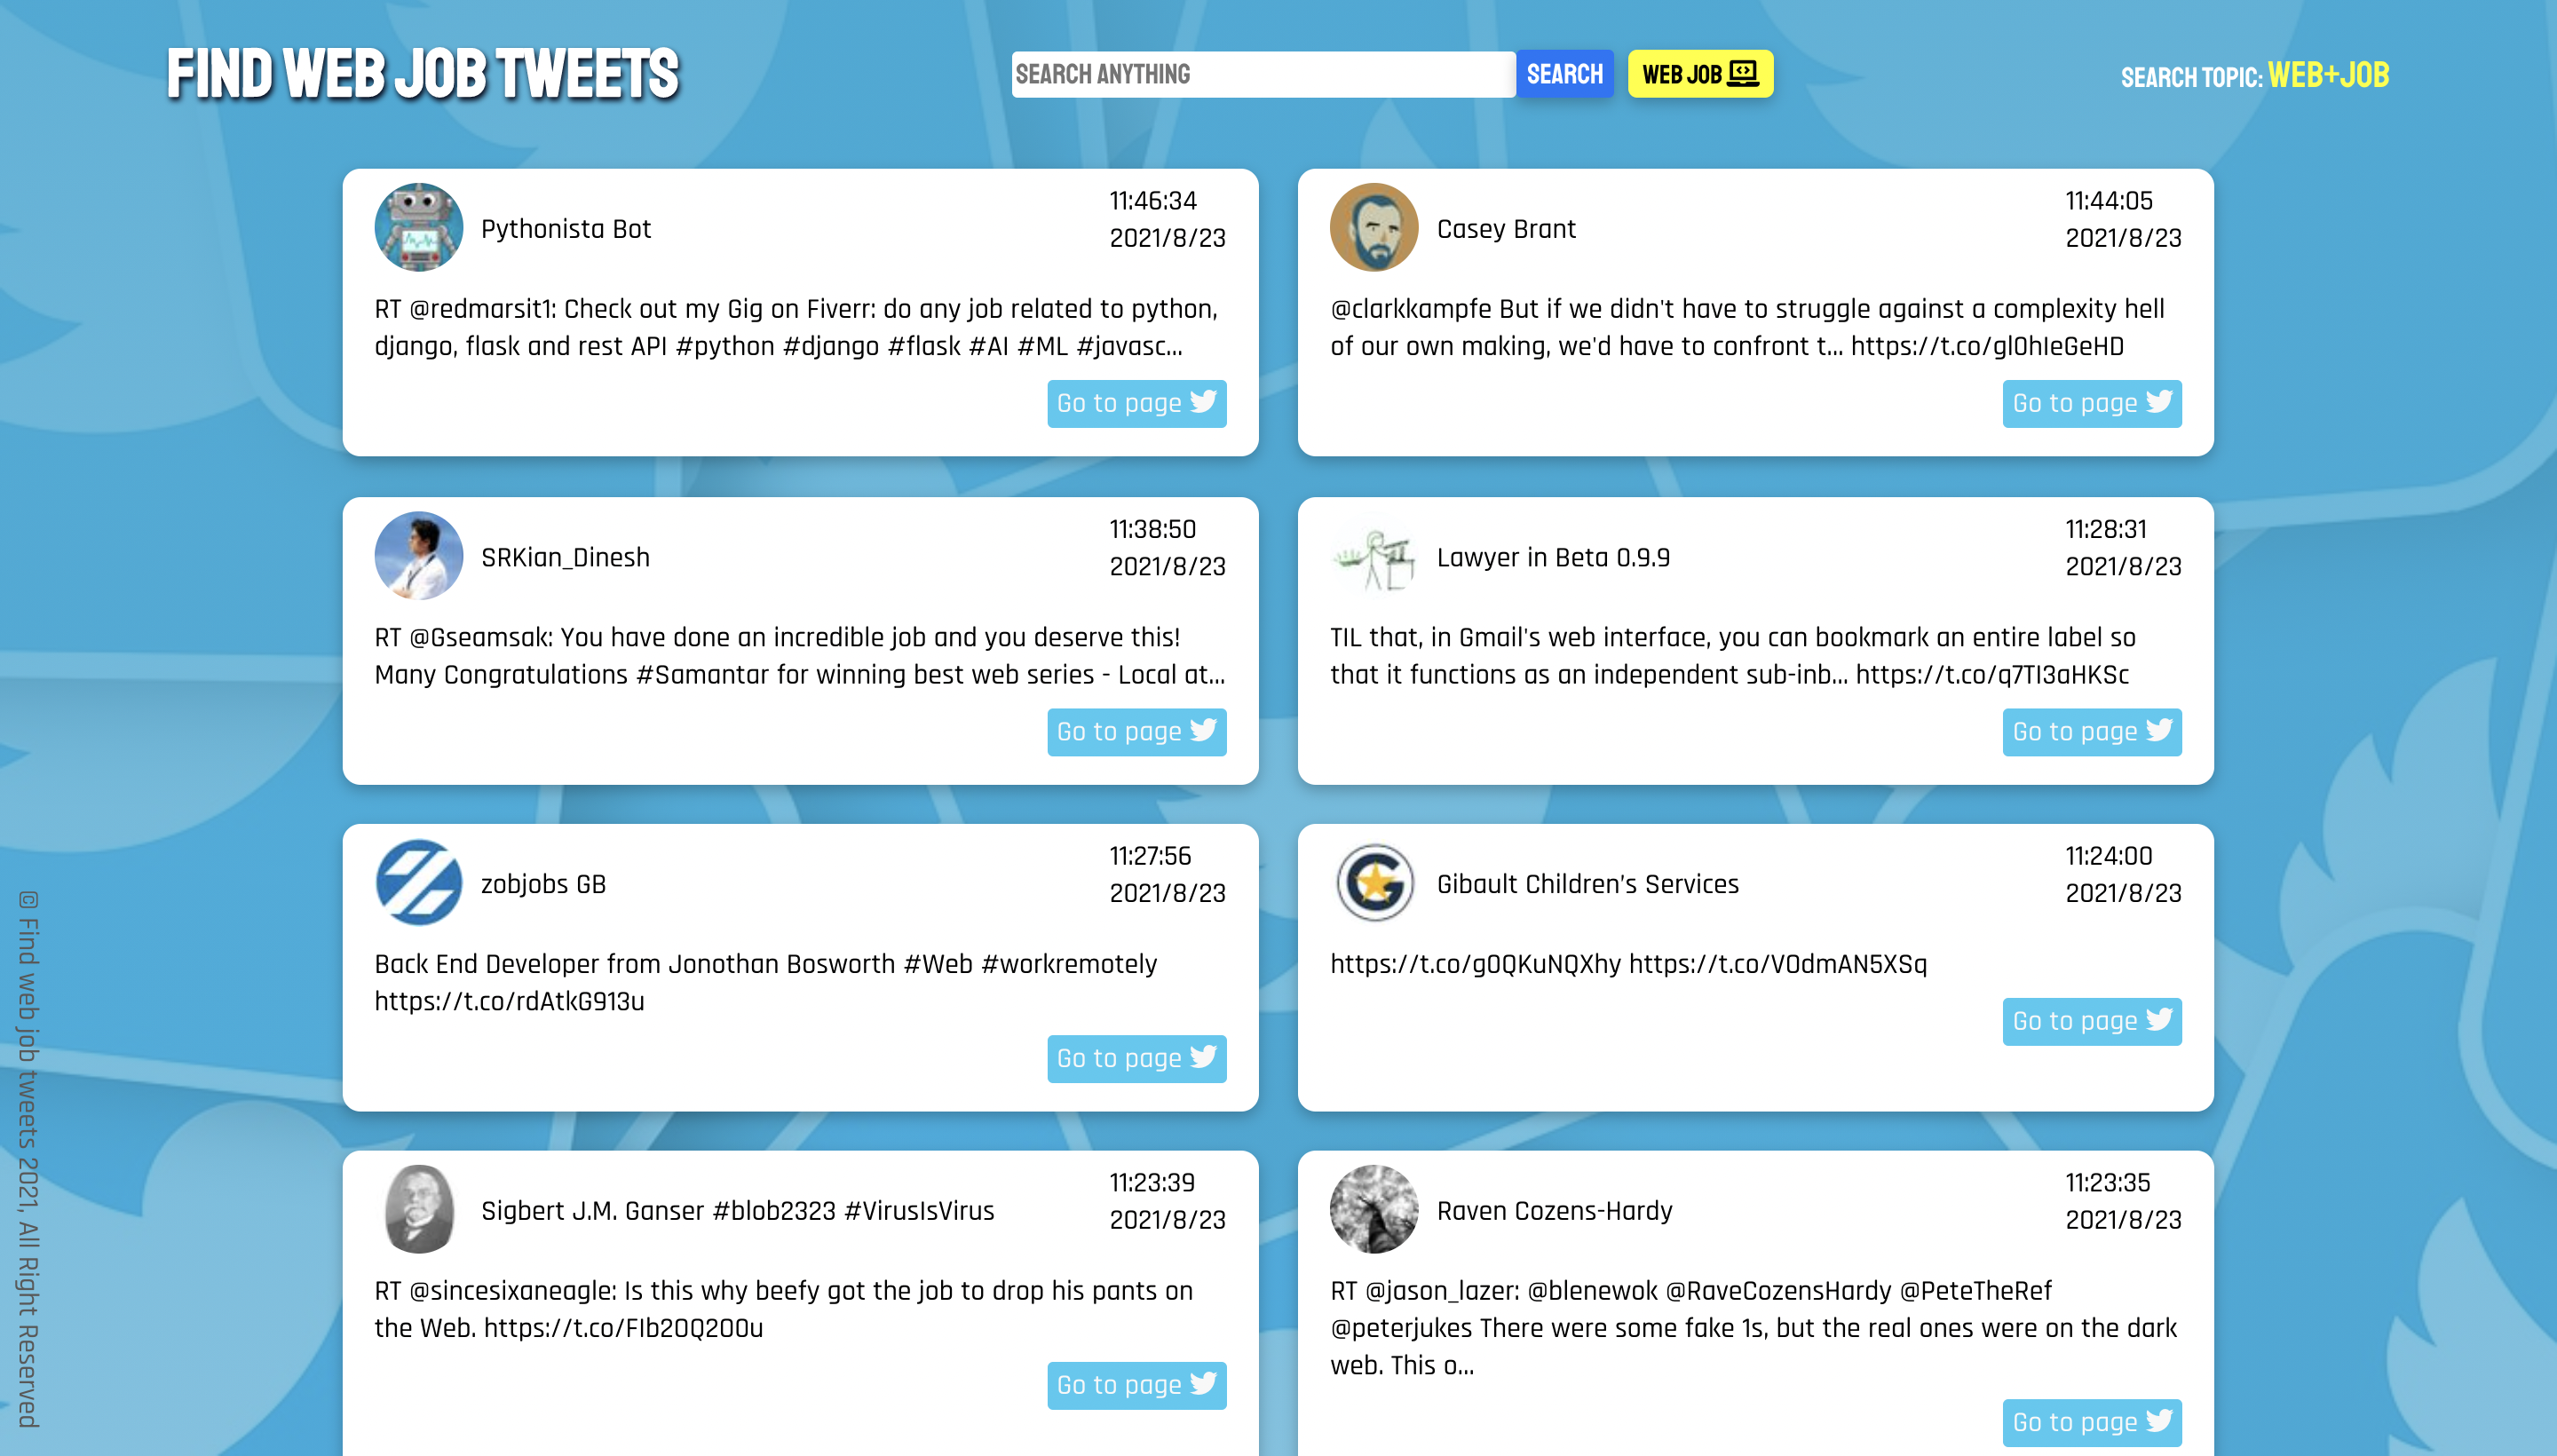 FIND WEB JOB TWEETS
SEARCH ANYTHING
SEARCH
WEB JOB
SEARCH TOPIC: WEB+JOB
Pythonista Bot
11:46:34
2021/8/23
RT @redmarsit1: Check out my Gig on Fiverr: do any job related to python,
django, flask and rest API #python #django #flask #AI #ML #javasc...
Go to page
Casey Brant
11:44:05
2021/8/23
@clarkkampfe But if we didn't have to struggle against a complexity hell
of our own making, we'd have to confront t... https://t.co/gl0hIeGeHD
Go to page
SRKian_Dinesh
11:38:50
2021/8/23
RT @Gseamsak: You have done an incredible job and you deserve this!
Many Congratulations #Samantar for winning best web series - Local at...
Go to page
Lawyer in Beta 0.9.9
11:28:31
2021/8/23
TIL that, in Gmail's web interface, you can bookmark an entire label so
that it functions as an independent sub-inb... https://t.co/q7TI3aHKSc
Go to page
zobjobs GB
11:27:56
2021/8/23
Back End Developer from Jonothan Bosworth #Web #workremotely
https://t.co/rdAtkG913u
Go to page
Gibault Children's Services
11:24:00
2021/8/23
https://t.co/g0QKuNQXhy https://t.co/V0dmAN5XSq
Go to page
Sigbert J.M. Ganser #blob2323 #VirusIsVirus
11:23:39
2021/8/23
RT @sincesixaneagle: Is this why beefy got the job to drop his pants on
the Web. https://t.co/FIb2OQ2O0u
Go to page
Raven Cozens-Hardy
11:23:35
2021/8/23
RT @jason_lazer: @blenewok @RaveCozensHardy @PeteTheRef
@peterjukes There were some fake 1s, but the real ones were on the dark
web. This o...
Go to page
© Find web job tweets 2021, All Right Reserved